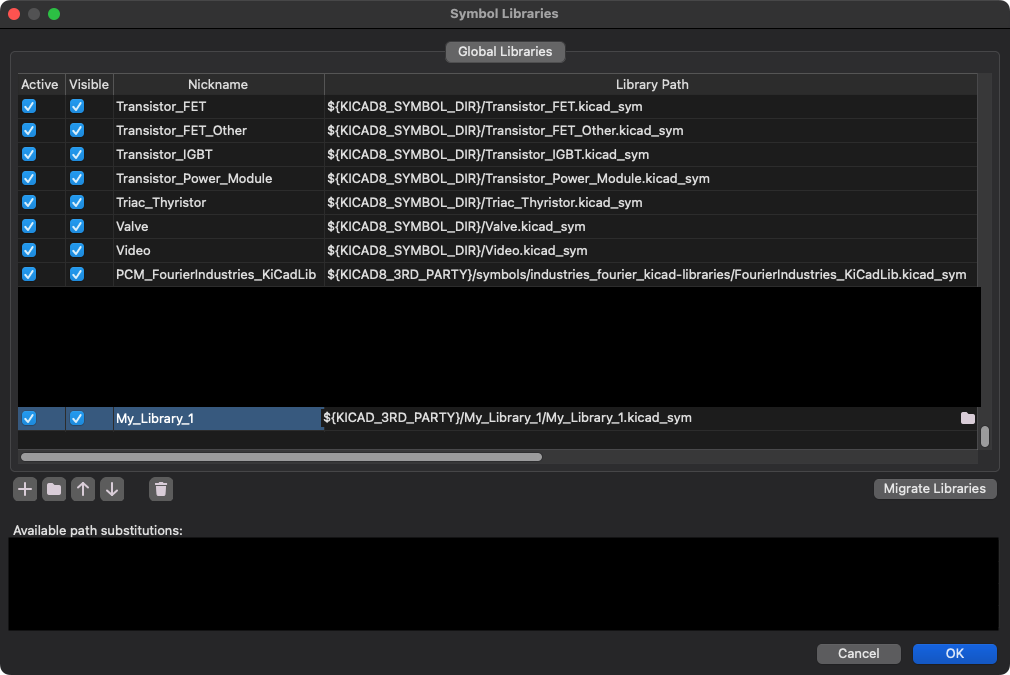 Symbol Libraries
Global Libraries
Active Visible Nickname Library Path
Transistor_FET ${KICAD8_SYMBOL_DIR}/Transistor_FET.kicad_sym
Transistor_FET_Other ${KICAD8_SYMBOL_DIR}/Transistor_FET_Other.kicad_sym
Transistor_IGBT ${KICAD8_SYMBOL_DIR}/Transistor_IGBT.kicad_sym
Transistor_Power_Module ${KICAD8_SYMBOL_DIR}/Transistor_Power_Module.kicad_sym
Triac_Thyristor ${KICAD8_SYMBOL_DIR}/Triac_Thyristor.kicad_sym
Valve ${KICAD8_SYMBOL_DIR}/Valve.kicad_sym
Video ${KICAD8_SYMBOL_DIR}/Video.kicad_sym
PCM_FourierIndustries_KiCadLib ${KICAD8_3RD_PARTY}/symbols/industries_fourier_kicad-libraries/FourierIndustries_KiCadLib.kicad_sym
My_Library_1 ${KICAD_3RD_PARTY}/My_Library_1/My_Library_1.kicad_sym
Migrate Libraries
Available path substitutions:
Cancel OK